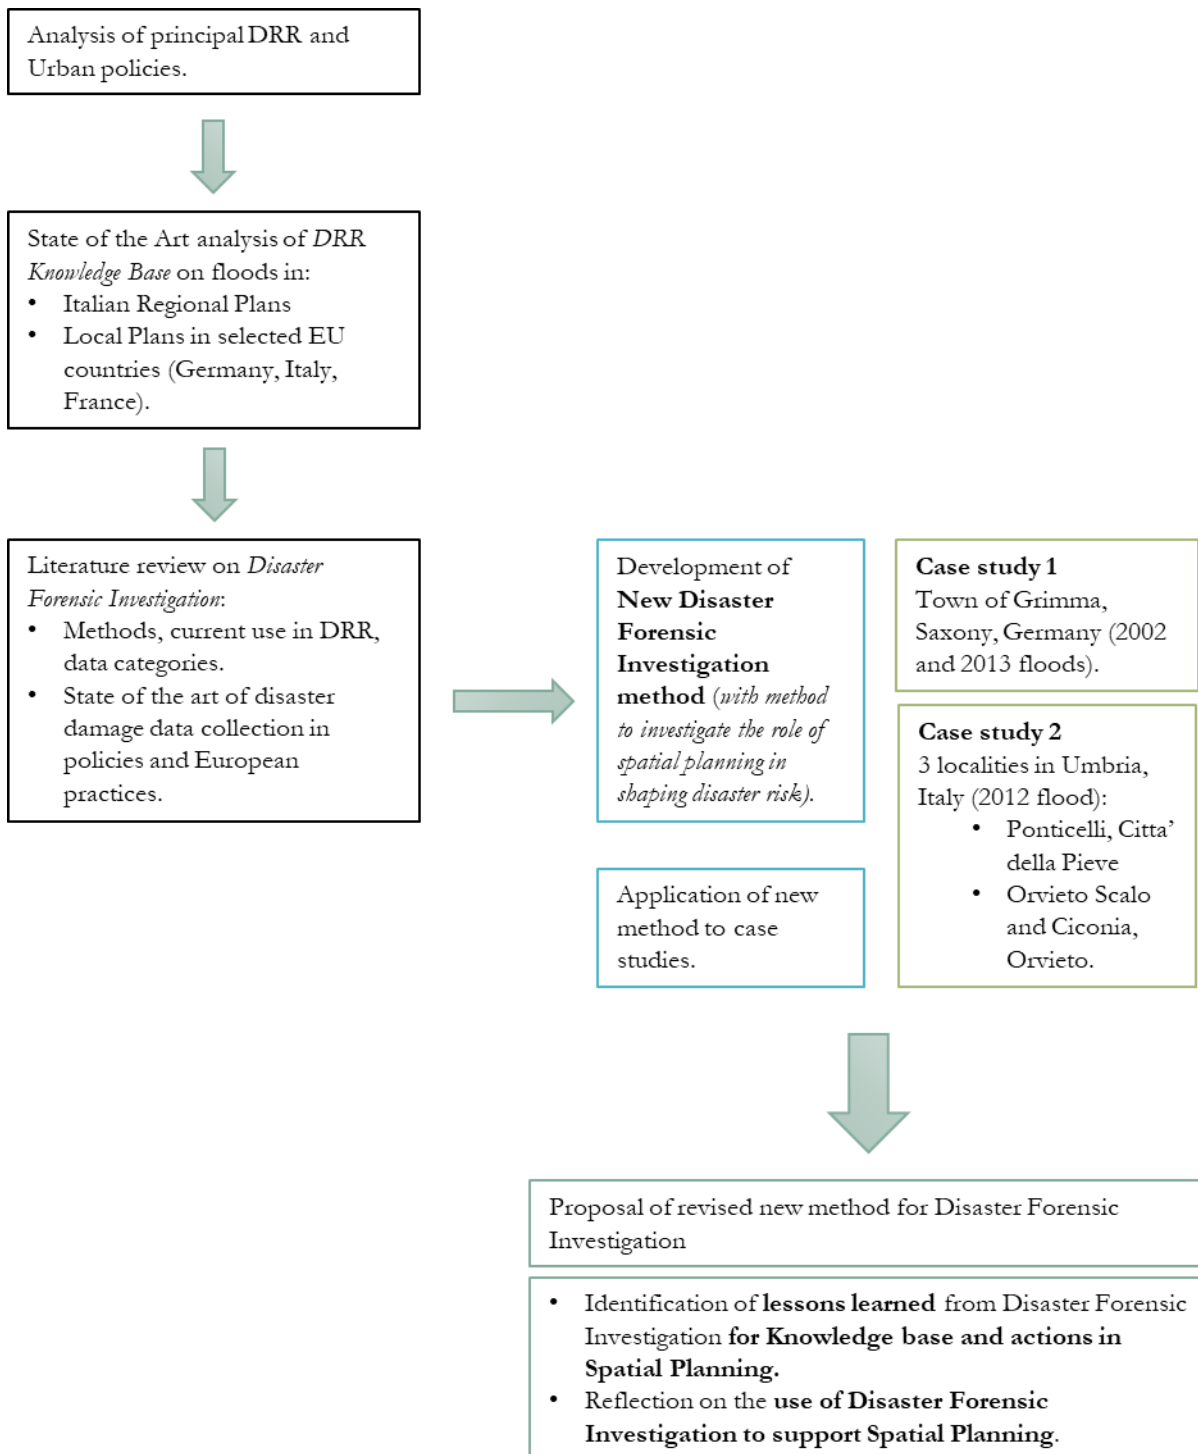 Analysis of principal DRR and
Urban policies.
State of the Art analysis of DRR
Knowledge Base on floods in:
• Italian Regional Plans
• Local Plans in selected EU
countries (Germany, Italy,
France).
Literature review on Disaster
Forensic Investigation:
• Methods, current use in DRR,
data categories.
• State of the art of disaster
damage data collection in
policies and European
practices.
Development of
New Disaster
Forensic
Investigation
method (with method
to investigate the role of
spatial planning in
shaping disaster risk).
Application of new
method to case
studies.
Case study 1
Town of Grimma,
Saxony, Germany (2002
and 2013 floods).
Case study 2
3 localities in Umbria,
Italy (2012 flood):
• Ponticelli, Citta’
della Pieve
• Orvieto Scalo
and Ciconia,
Orvieto.
Proposal of revised new method for Disaster Forensic
Investigation
• Identification of lessons learned from Disaster Forensic
Investigation for Knowledge base and actions in
Spatial Planning.
• Reflection on the use of Disaster Forensic
Investigation to support Spatial Planning.